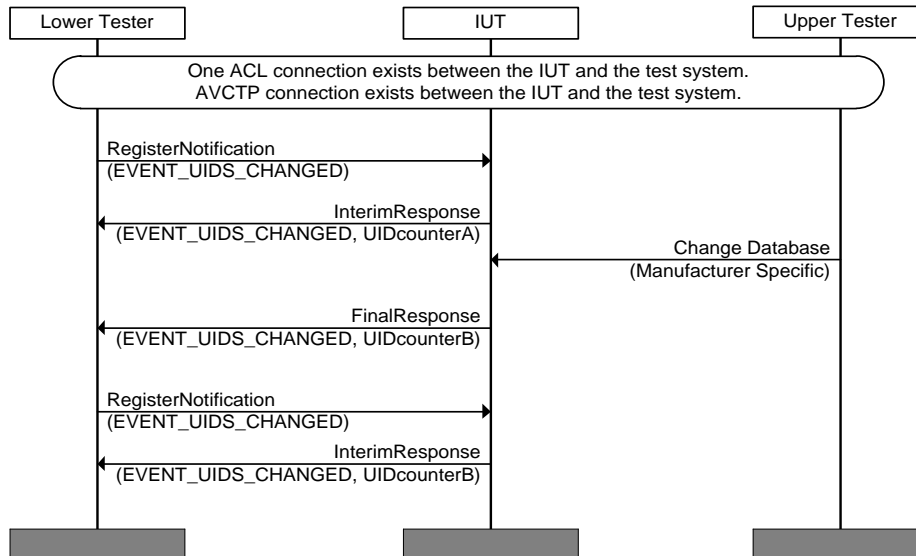 Lower Tester
IUT
Upper Tester
One ACL connection exists between the IUT and the test system.
AVCTP connection exists between the IUT and the test system.
RegisterNotification
(EVENT_UIDS_CHANGED)
InterimResponse
(EVENT_UIDS_CHANGED, UIDcounterA)
Change Database
(Manufacturer Specific)
FinalResponse
(EVENT_UIDS_CHANGED, UIDcounterB)
RegisterNotification
(EVENT_UIDS_CHANGED)
InterimResponse
(EVENT_UIDS_CHANGED, UIDcounterB)